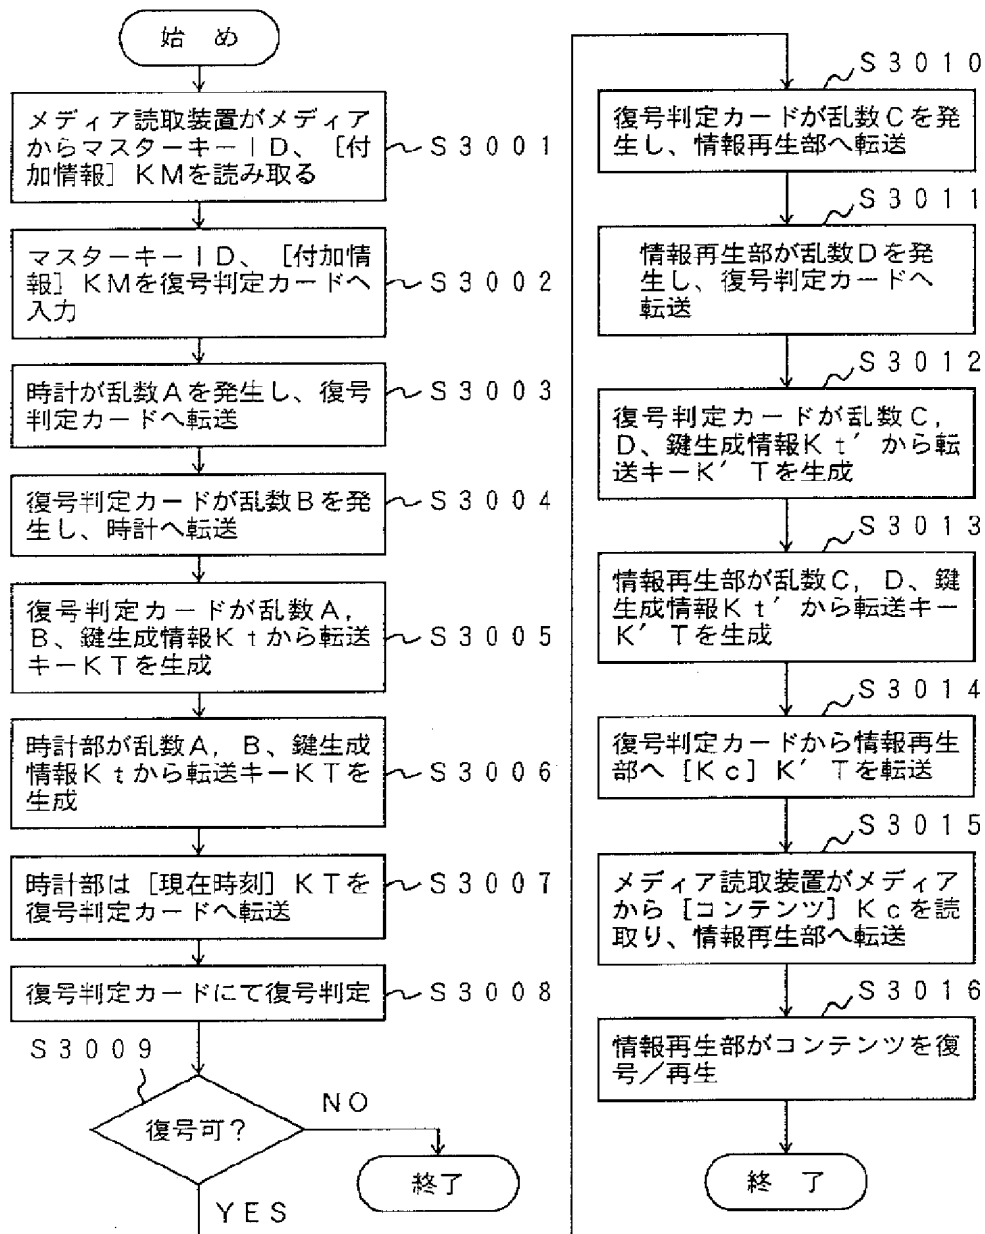 始 め
メディア読取装置がメディア
からマスターキーID、[付
加情報]KMを読み取る
S3001
マスターキーID、[付加情
報]KMを復号判定カードへ
入力
S3002
時計が乱数Aを発生し、復号
判定カードへ転送
S3003
復号判定カードが乱数Bを発
生し、時計へ転送
S3004
復号判定カードが乱数A,
B、鍵生成情報Ktから転送
キーKTを生成
S3005
時計部が乱数A, B、鍵生成
情報Ktから転送キーKTを
生成
S3006
時計部は[現在時刻]KTを
復号判定カードへ転送
S3007
復号判定カードにて復号判定
S3008
S3009
復号可?
NO
終了
YES
S3010
復号判定カードが乱数Cを発
生し、情報再生部へ転送
S3011
情報再生部が乱数Dを発
生し、復号判定カードへ
転送
S3012
復号判定カードが乱数C,
D、鍵生成情報Kt′から転
送キーK′Tを生成
S3013
情報再生部が乱数C, D、鍵
生成情報Kt′から転送キー
K′Tを生成
S3014
復号判定カードから情報再生
部へ[Kc]K′Tを転送
S3015
メディア読取装置がメディア
から[コンテンツ]Kcを読
取り、情報再生部へ転送
S3016
情報再生部がコンテンツを復
号/再生
終 了